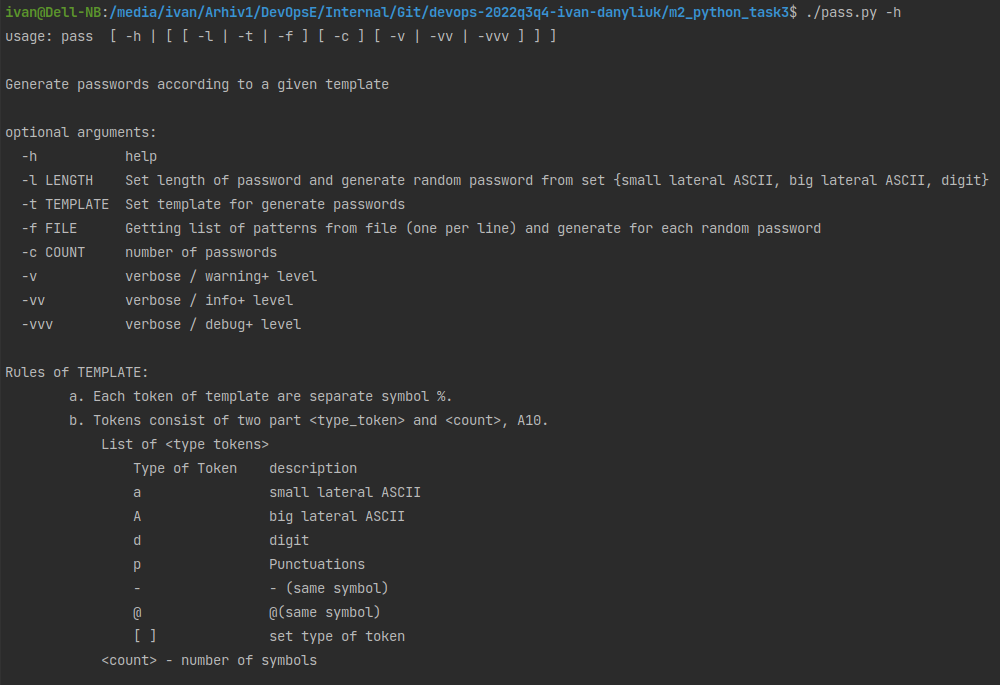 ivan@Dell-NB:/media/ivan/Arhiv1/DevOpsE/Internal/Git/devops-2022q3q4-ivan-danyliuk/m2_python_task3$ ./pass.py -h
usage: pass  [ -h | [ [ -l | -t | -f ] [ -c ] [ -v | -vv | -vvv ] ] ]

Generate passwords according to a given template

optional arguments:
  -h           help
  -l LENGTH    Set length of password and generate random password from set {small lateral ASCII, big lateral ASCII, digit}
  -t TEMPLATE  Set template for generate passwords
  -f FILE      Getting list of patterns from file (one per line) and generate for each random password
  -c COUNT     number of passwords
  -v           verbose / warning+ level
  -vv          verbose / info+ level
  -vvv         verbose / debug+ level

Rules of TEMPLATE:
        a. Each token of template are separate symbol %.
        b. Tokens consist of two part <type_token> and <count>, A10.
            List of <type tokens>
                Type of Token    description
                a                small lateral ASCII
                A                big lateral ASCII
                d                digit
                p                Punctuations
                -                - (same symbol)
                @                @(same symbol)
                [ ]              set type of token
            <count> - number of symbols